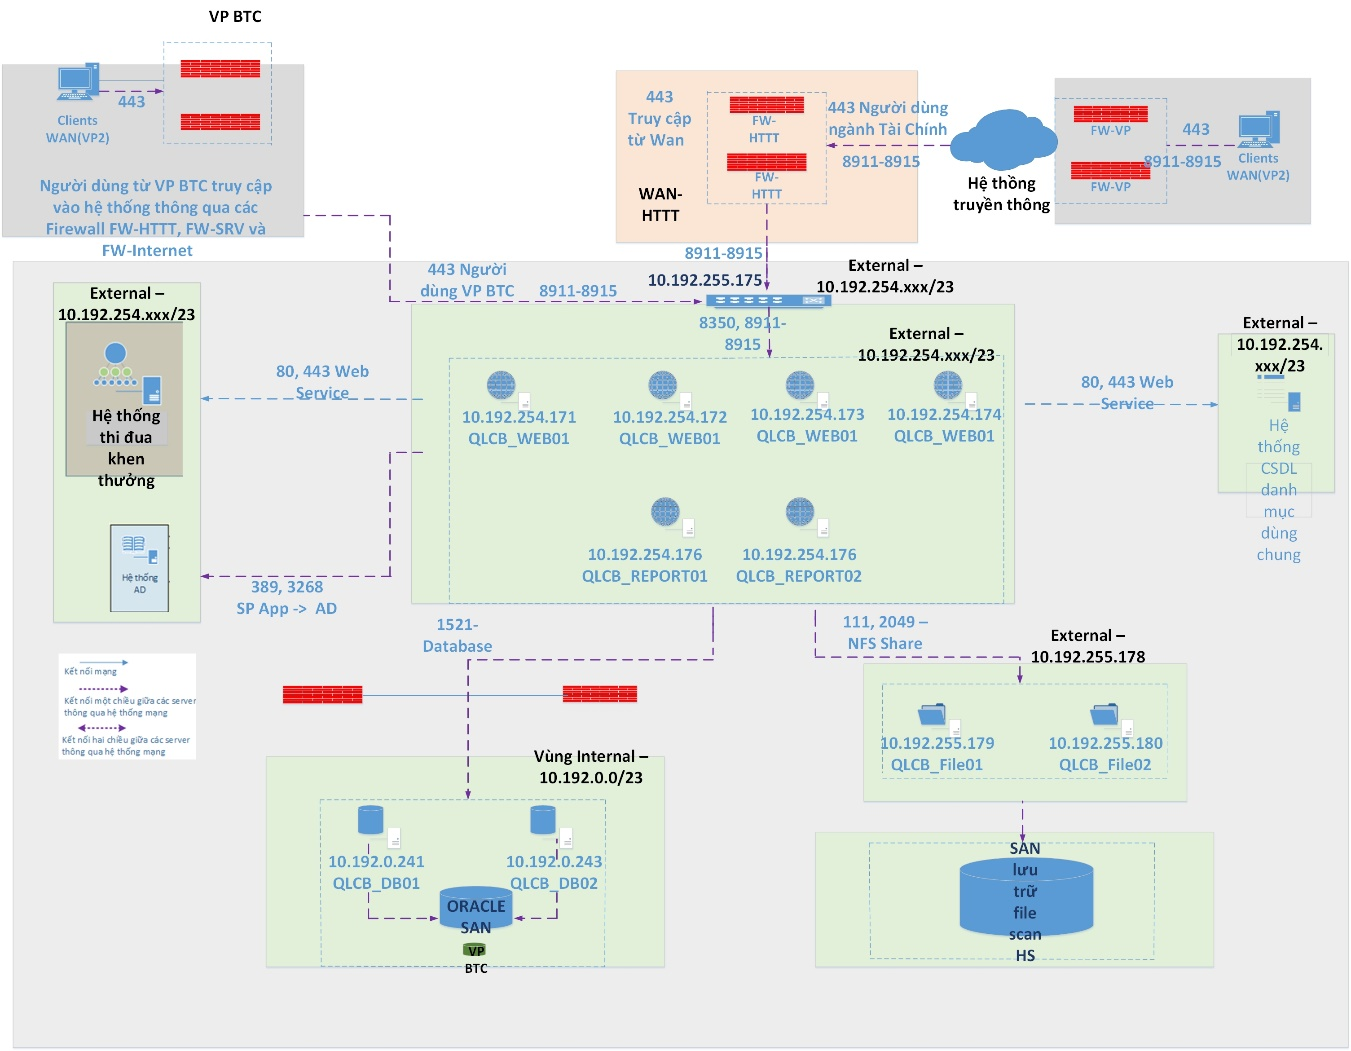 VP BTC
443
Clients
WAN(VP2)
Người dùng từ VP BTC truy cập
vào hệ thống thông qua các
Firewall FW-HTTT, FW-SRV và
FW-Internet
443
Truy cập
từ Wan
FW-
HTTT
FW-
HTTT
WAN-
HTTT
443 Người dùng
ngành Tài Chính
8911-8915
Hệ thồng
truyền thông
FW-VP
FW-VP
443
8911-8915
Clients
WAN(VP2)
8911-8915
10.192.255.175
External –
10.192.254.xxx/23
443 Người
dùng VP BTC
8911-8915
8350, 8911-
8915
External –
10.192.254.xxx/23
External –
10.192.254.xxx/23
Hệ thống
thi đua
khen
thưởng
Hệ thống
AD
80, 443 Web
Service
389, 3268
SP App -> AD
10.192.254.171
QLCB_WEB01
10.192.254.172
QLCB_WEB01
10.192.254.173
QLCB_WEB01
10.192.254.174
QLCB_WEB01
10.192.254.176
QLCB_REPORT01
10.192.254.176
QLCB_REPORT02
80, 443 Web
Service
External –
10.192.254.
xxx/23
Hệ
thống
CSDL
danh
mục
dùng
chung
1521-
Database
111, 2049 –
NFS Share
External –
10.192.255.178
10.192.255.179
QLCB_File01
10.192.255.180
QLCB_File02
Kết nối mạng
Kết nối một chiều giữa các server
thông qua hệ thống mạng
Kết nối hai chiều giữa các server
thông qua hệ thống mạng
Vùng Internal –
10.192.0.0/23
10.192.0.241
QLCB_DB01
10.192.0.243
QLCB_DB02
ORACLE
SAN
VP
BTC
SAN
lưu
trữ
file
scan
HS